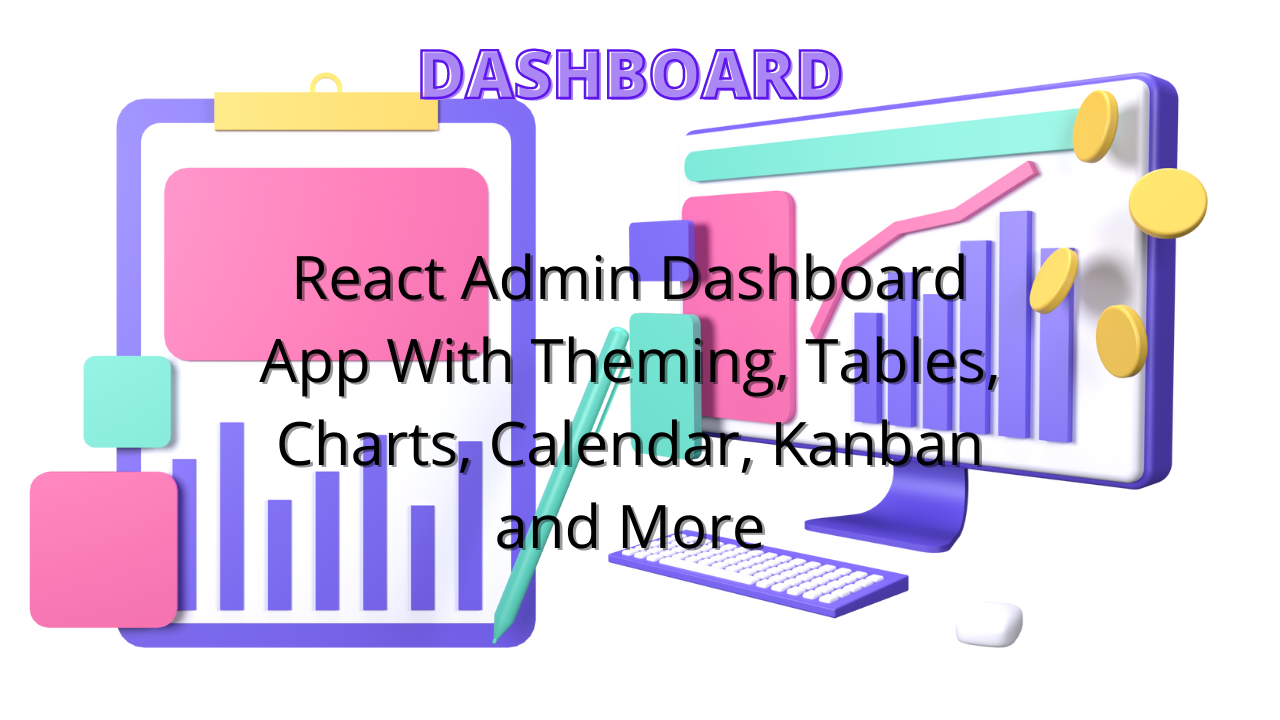 DASHBOARD
React Admin Dashboard
App With Theming, Tables,
Charts, Calendar, Kanban
and More